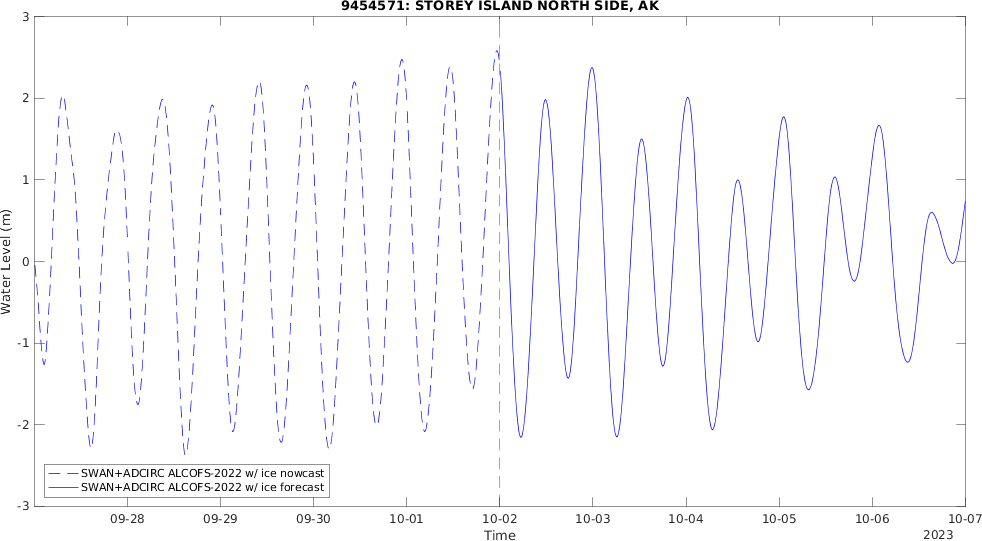 9454571: STOREY ISLAND NORTH SIDE, AK
3
2
1
0
-1
-2
-3
Water Level (m)
SWAN+ADCIRC ALCOFS-2022 w/ ice nowcast
SWAN+ADCIRC ALCOFS-2022 w/ ice forecast
09-28 09-29 09-30 10-01 10-02 10-03 10-04 10-05 10-06 10-07
Time
2023